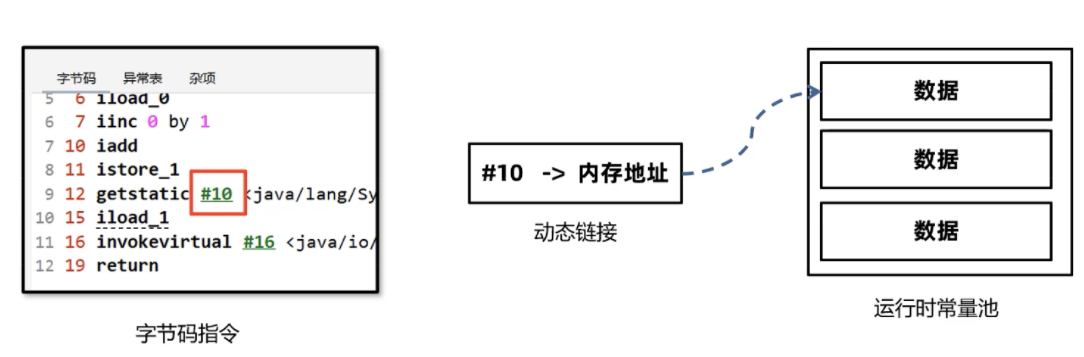 字节码 异常表 杂项
5 6 iload_0
6 7 iinc 0 by 1
7 10 iadd
8 11 istore_1
9 12 getstatic #10 <java/lang/Sy
10 15 iload_1
11 16 invokevirtual #16 <java/io/
12 19 return
字节码指令
#10 -> 内存地址
动态链接
数据
数据
数据
运行时常量池